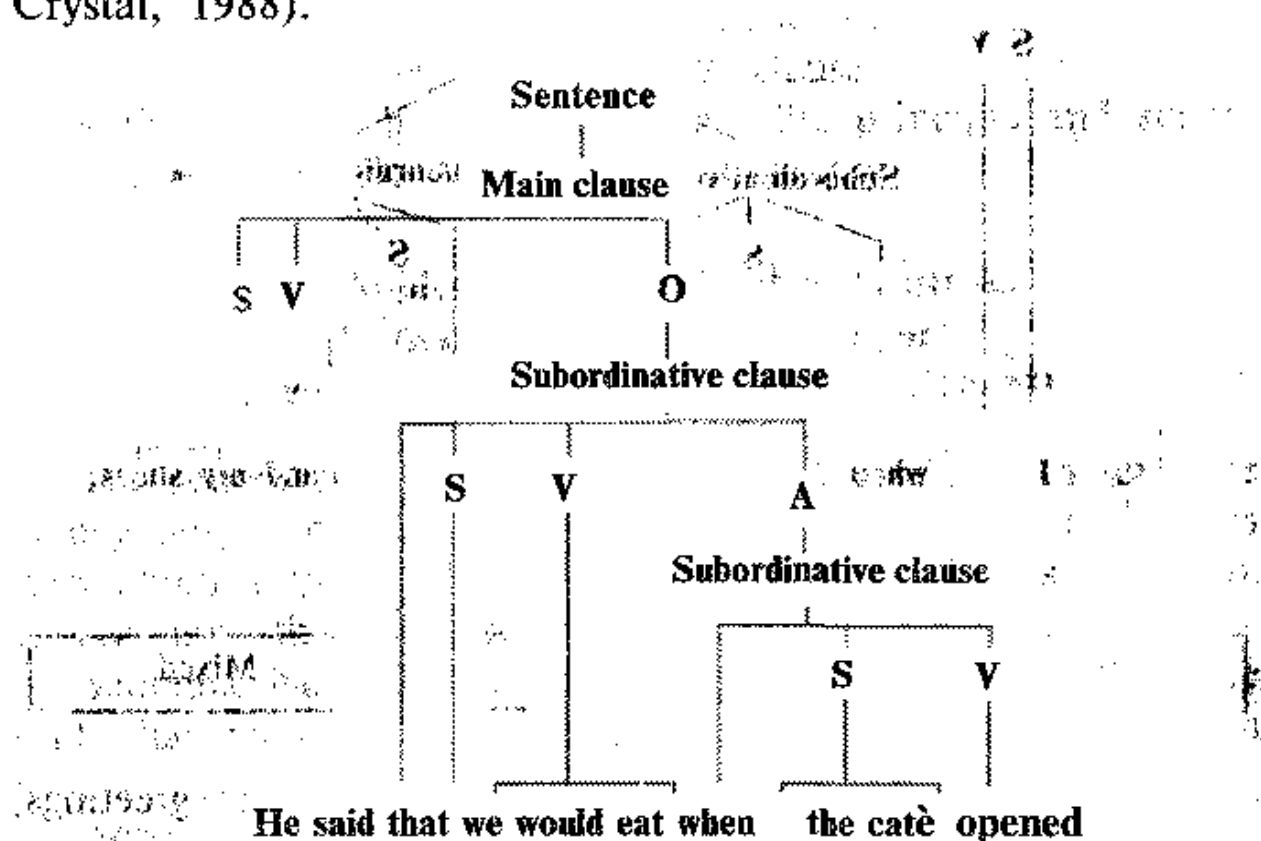 Crystal, 1988).
Sentence
Main clause
S V O
Subordinative clause
S V A
Subordinative clause
S V
He said that we would eat when the catè opened